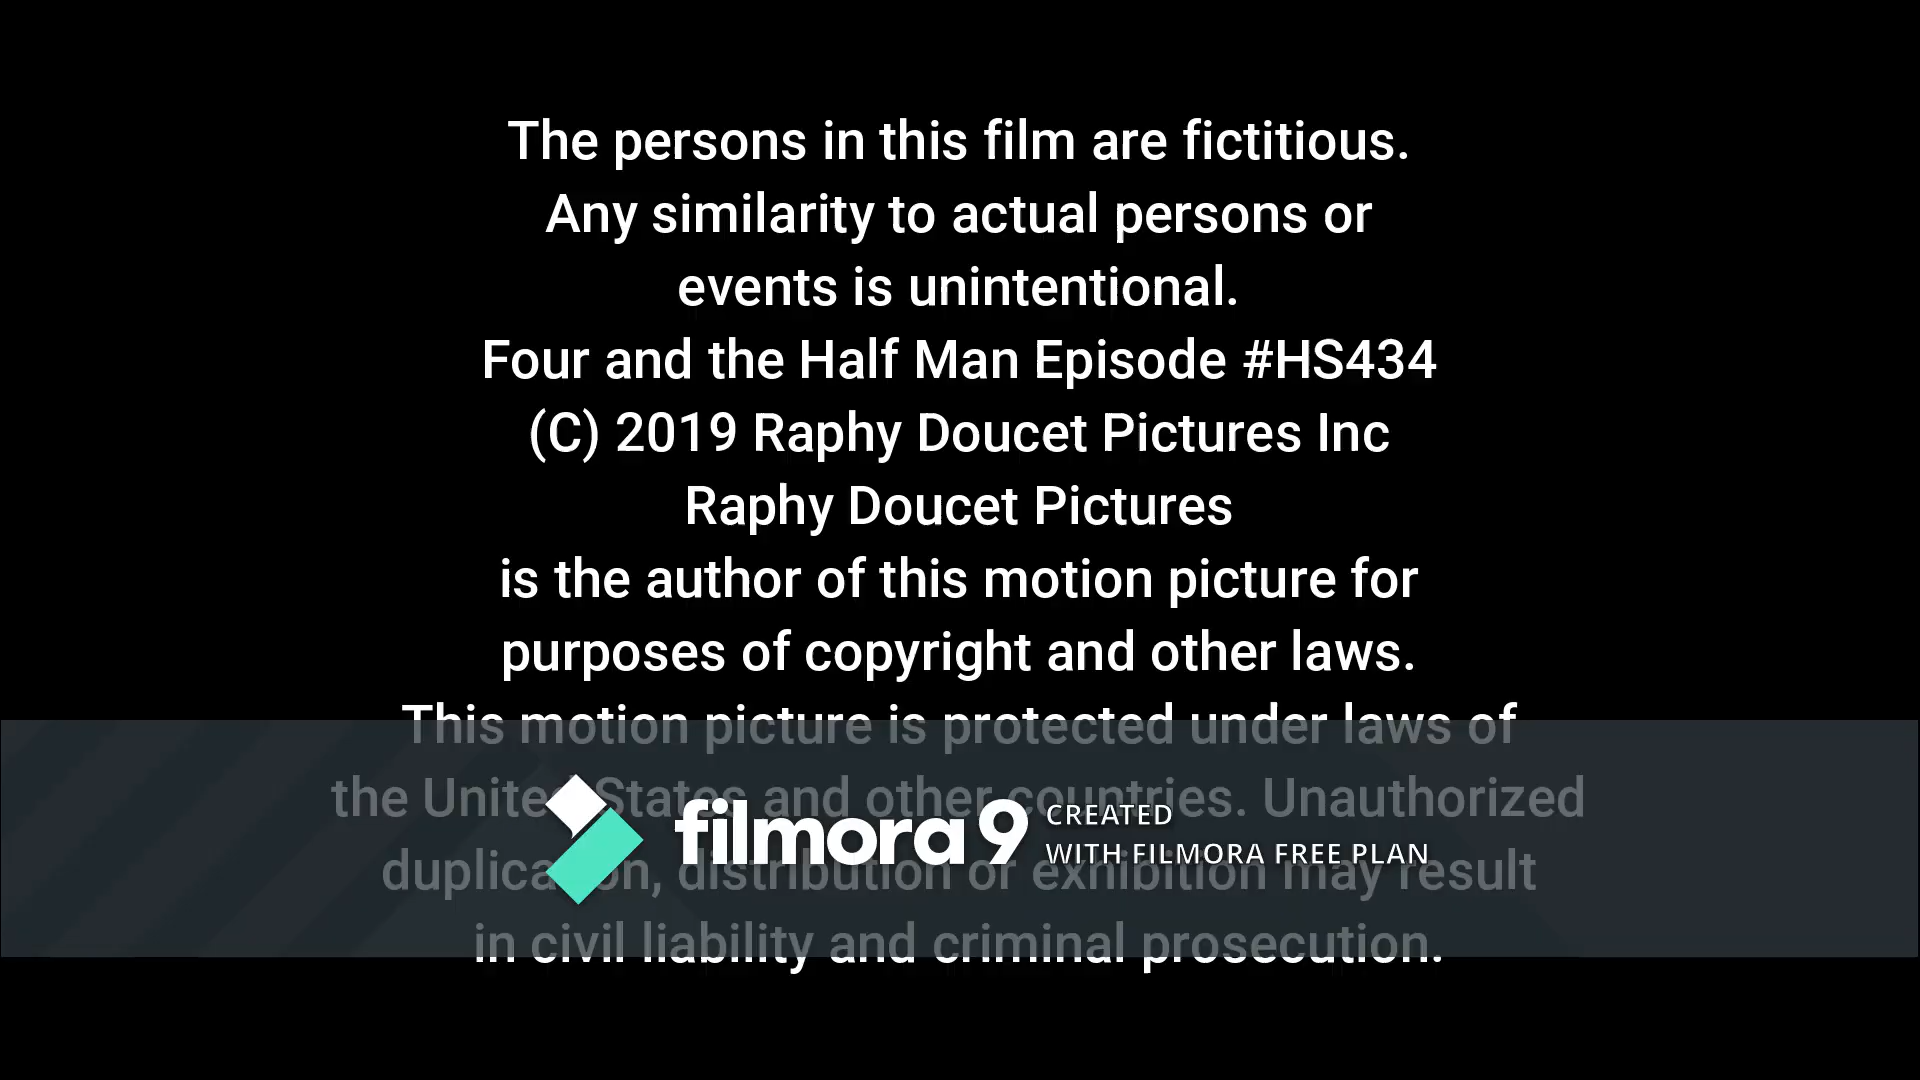 The persons in this film are fictitious.
Any similarity to actual persons or
events is unintentional.
Four and the Half Man Episode #HS434
(C) 2019 Raphy Doucet Pictures Inc
Raphy Doucet Pictures
is the author of this motion picture for
purposes of copyright and other laws.
This motion picture is protected under laws of
the United States and other countries. Unauthorized
duplication, distribution or exhibition may result
in civil liability and criminal prosecution.
filmora 9
CREATED
WITH FILMORA FREE PLAN